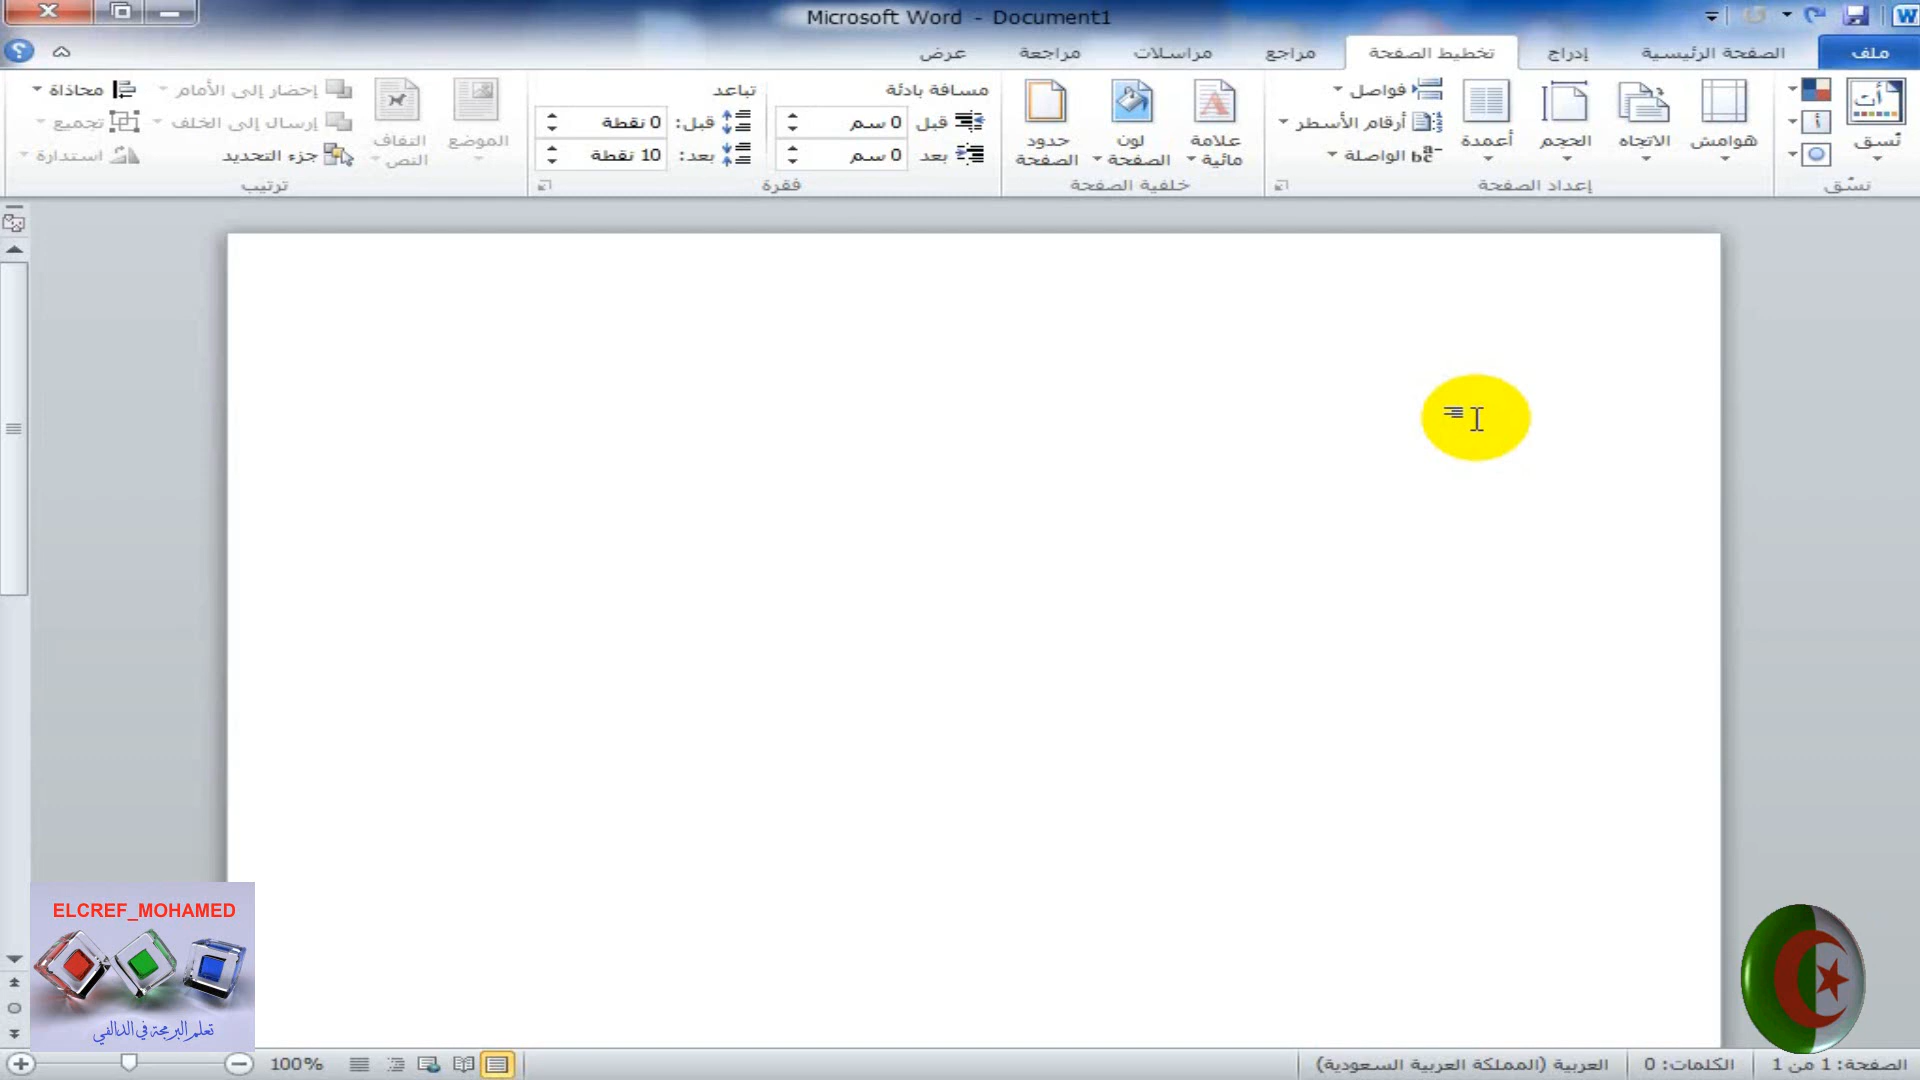 Microsoft Word - Document1
ملف
الصفحة الرئيسية
إدراج
تخطيط الصفحة
مراجع
مراسلات
مراجعة
عرض
نُسق
نسّق
هوامش
الاتجاه
الحجم
أعمدة
فواصل
أرقام الأسطر
الواصلة
إعداد الصفحة
علامة
مائية
لون
الصفحة
حدود
الصفحة
خلفية الصفحة
مسافة بادئة
قبل 0 سم
بعد 0 سم
تباعد
قبل: 0 نقطة
بعد: 10 نقطة
فقرة
الموضع
التفاف
النص
إحضار إلى الأمام
إرسال إلى الخلف
جزء التحديد
محاذاة
تجميع
استدارة
ترتيب
ELCREF_MOHAMED
تعلم البرمجة في الدالفي
الصفحة: 1 من 1
الكلمات: 0
العربية (المملكة العربية السعودية)
100%